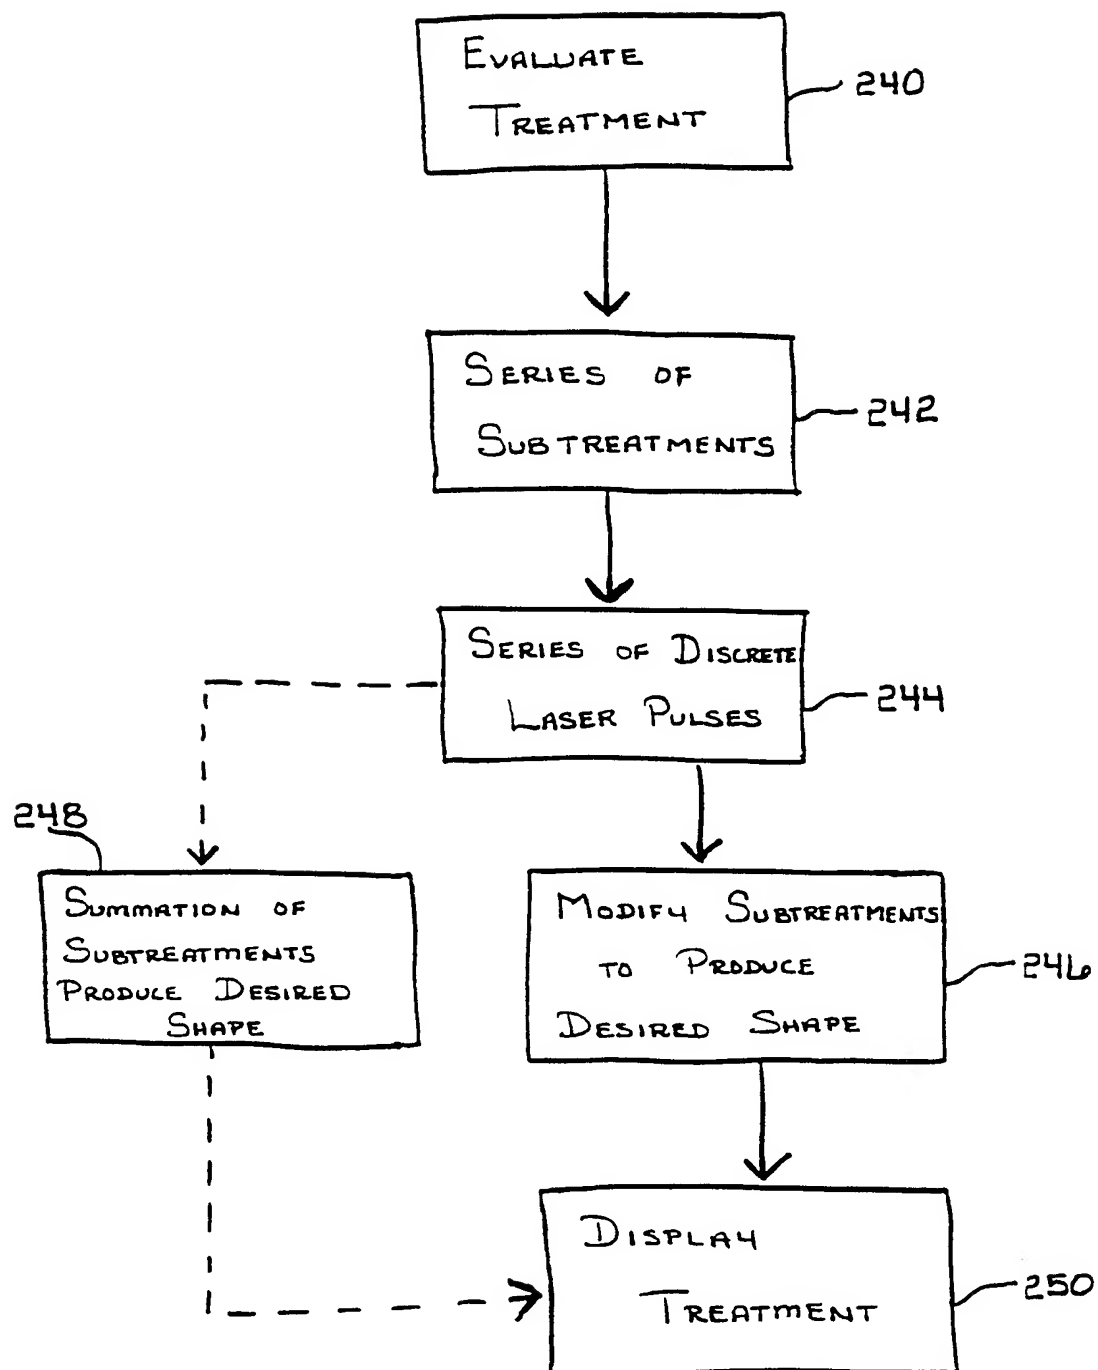 EVALUATE
TREATMENT
240
SERIES OF
SUBTREATMENTS
242
SERIES OF DISCRETE
LASER PULSES
244
248
SUMMATION OF
SUBTREATMENTS
PRODUCE DESIRED
SHAPE
MODIFY SUBTREATMENTS
TO PRODUCE
DESIRED SHAPE
246
DISPLAY
TREATMENT
250